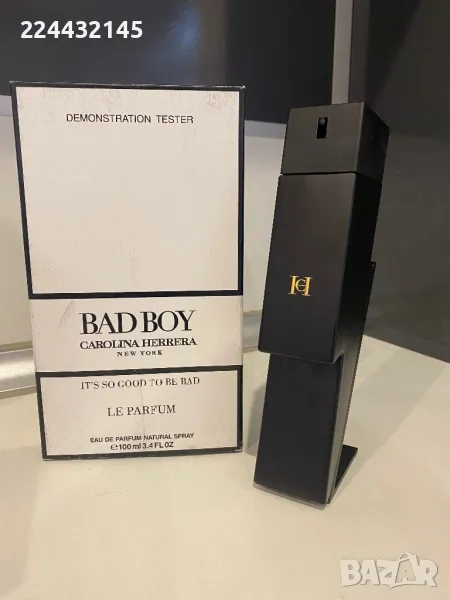 224432145
DEMONSTRATION TESTER
BAD BOY
CAROLINA HERRERA
NEW YORK
IT'S SO GOOD TO BE BAD
LE PARFUM
EAU DE PARFUM NATURAL SPRAY
℮100 ml 3.4 FL OZ
CH
BAZAR